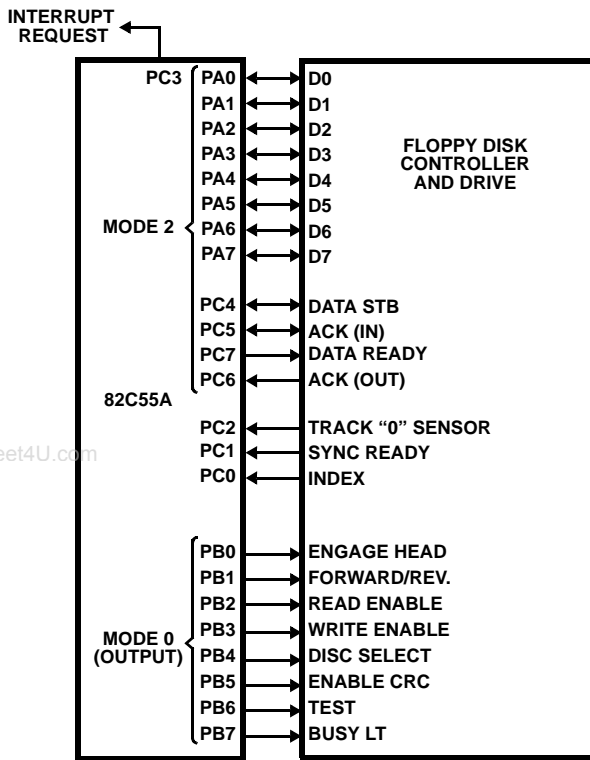 INTERRUPT
REQUEST
PC3 PA0 D0
PA1 D1
PA2 D2
PA3 D3
PA4 D4
PA5 D5
PA6 D6
PA7 D7
FLOPPY DISK
CONTROLLER
AND DRIVE
MODE 2
PC4 DATA STB
PC5 ACK (IN)
PC7 DATA READY
PC6 ACK (OUT)
82C55A
PC2 TRACK “0” SENSOR
PC1 SYNC READY
PC0 INDEX
eet4U.com
PB0 ENGAGE HEAD
PB1 FORWARD/REV.
PB2 READ ENABLE
PB3 WRITE ENABLE
PB4 DISC SELECT
PB5 ENABLE CRC
PB6 TEST
PB7 BUSY LT
MODE 0
(OUTPUT)